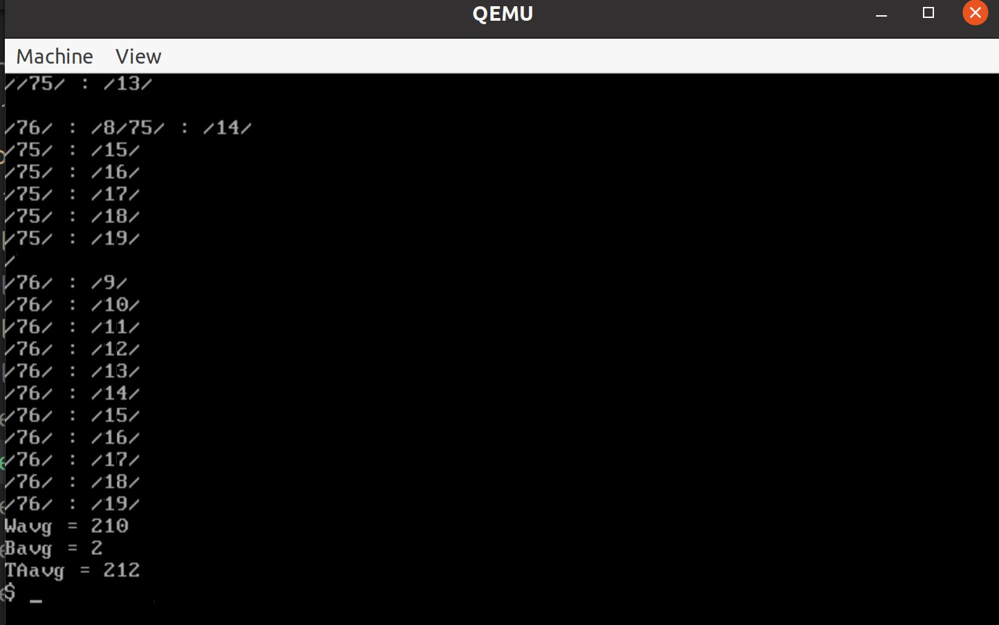 QEMU
Machine View
//75/ : /13/
/76/ : /8/75/ : /14/
/75/ : /15/
/75/ : /16/
/75/ : /17/
/75/ : /18/
/75/ : /19/
/
/76/ : /9/
/76/ : /10/
/76/ : /11/
/76/ : /12/
/76/ : /13/
/76/ : /14/
/76/ : /15/
/76/ : /16/
/76/ : /17/
/76/ : /18/
/76/ : /19/
Wavg = 210
Bavg = 2
TAavg = 212
$ _